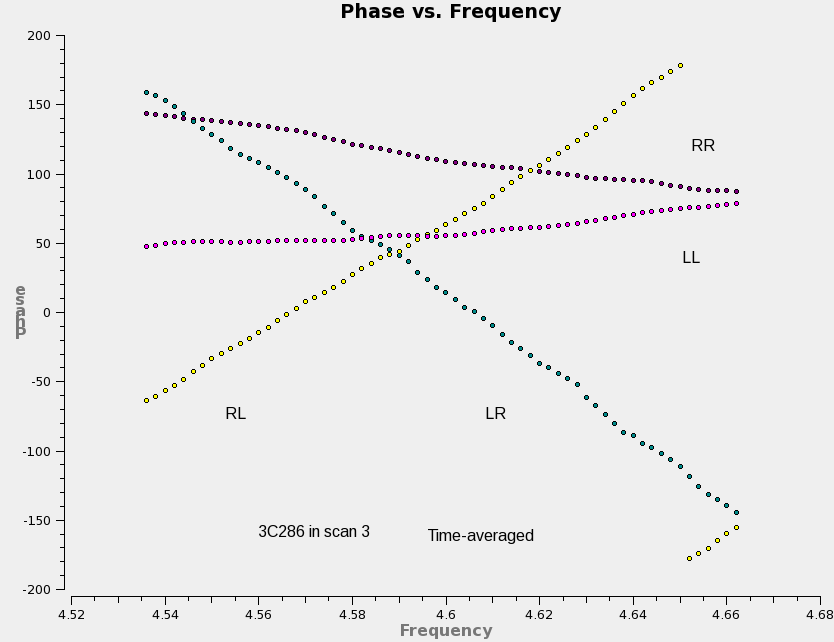 Phase vs. Frequency
200
150
RR
100
50
LL
phase
0
-50
RL
LR
-100
3C286 in scan 3
Time-averaged
-150
-200
4.52 4.54 4.56 4.58 4.6 4.62 4.64 4.66 4.68
Frequency